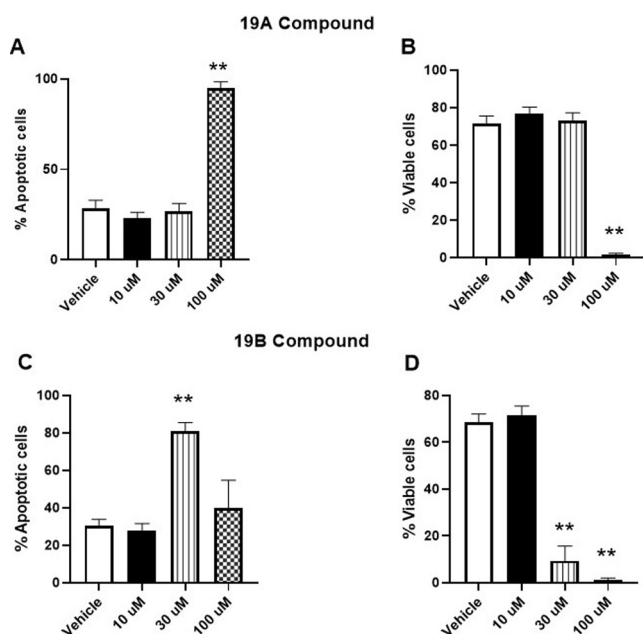 19A Compound
A
% Apoptotic cells
100
50
0
**
Vehicle
10 uM
30 uM
100 uM
B
% Viable cells
100
80
60
40
20
0
**
Vehicle
10 uM
30 uM
100 uM
19B Compound
C
% Apoptotic cells
100
80
60
40
20
0
**
Vehicle
10 uM
30 uM
100 uM
D
% Viable cells
80
60
40
20
0
**
**
Vehicle
10 uM
30 uM
100 uM